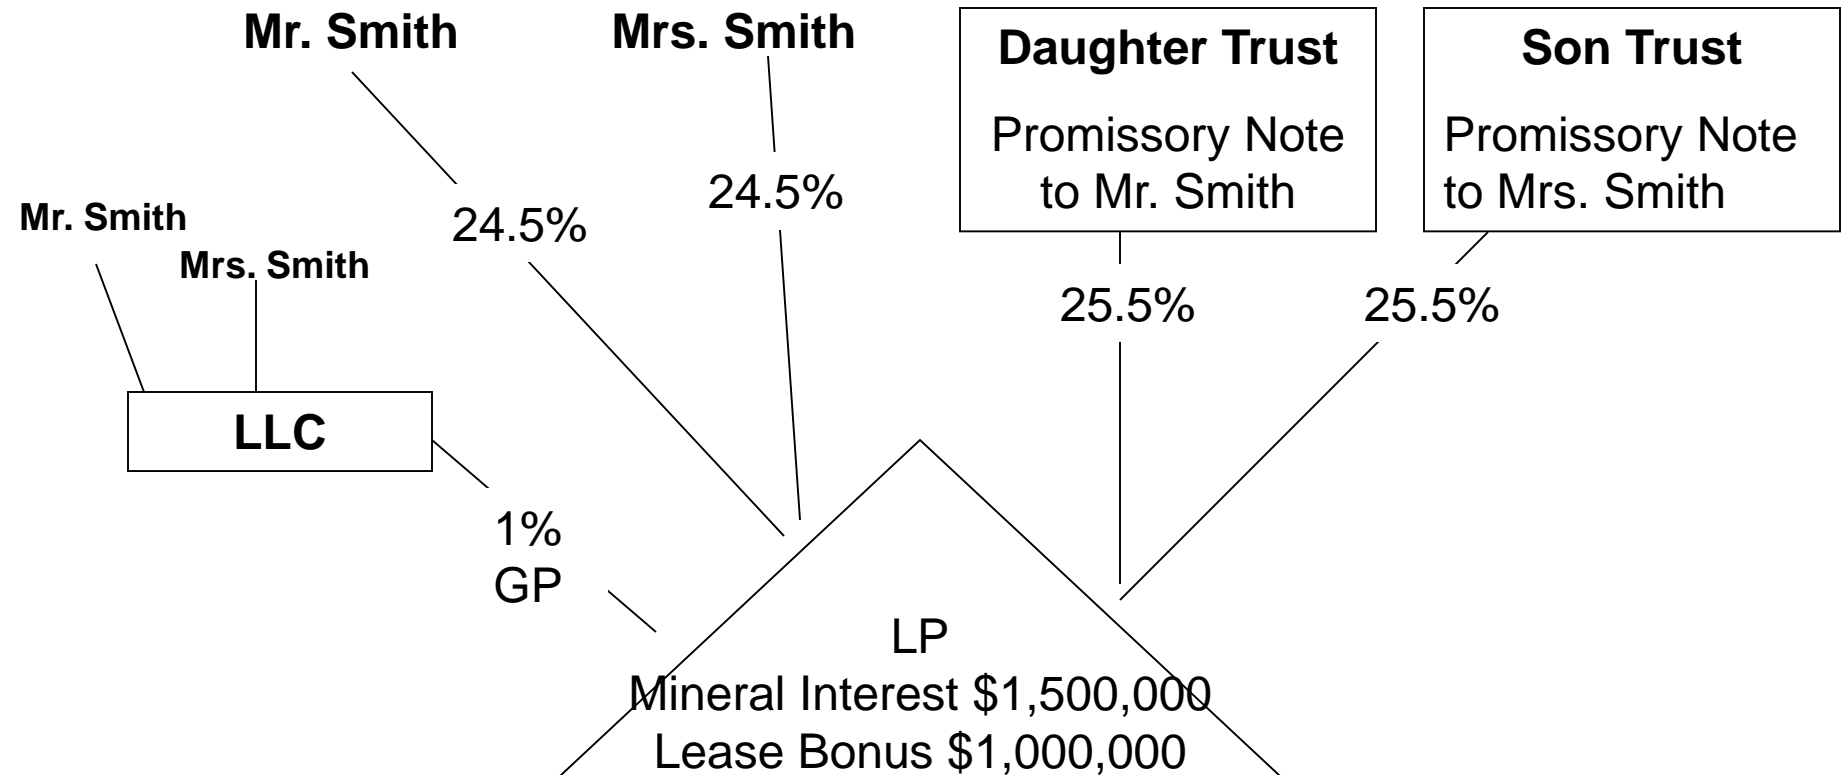 Mr. Smith
Mrs. Smith
Daughter Trust
Promissory Note
to Mr. Smith
Son Trust
Promissory Note
to Mrs. Smith
24.5%
24.5%
Mr. Smith
Mrs. Smith
25.5%
25.5%
LLC
1%
GP
LP
Mineral Interest $1,500,000
Lease Bonus $1,000,000